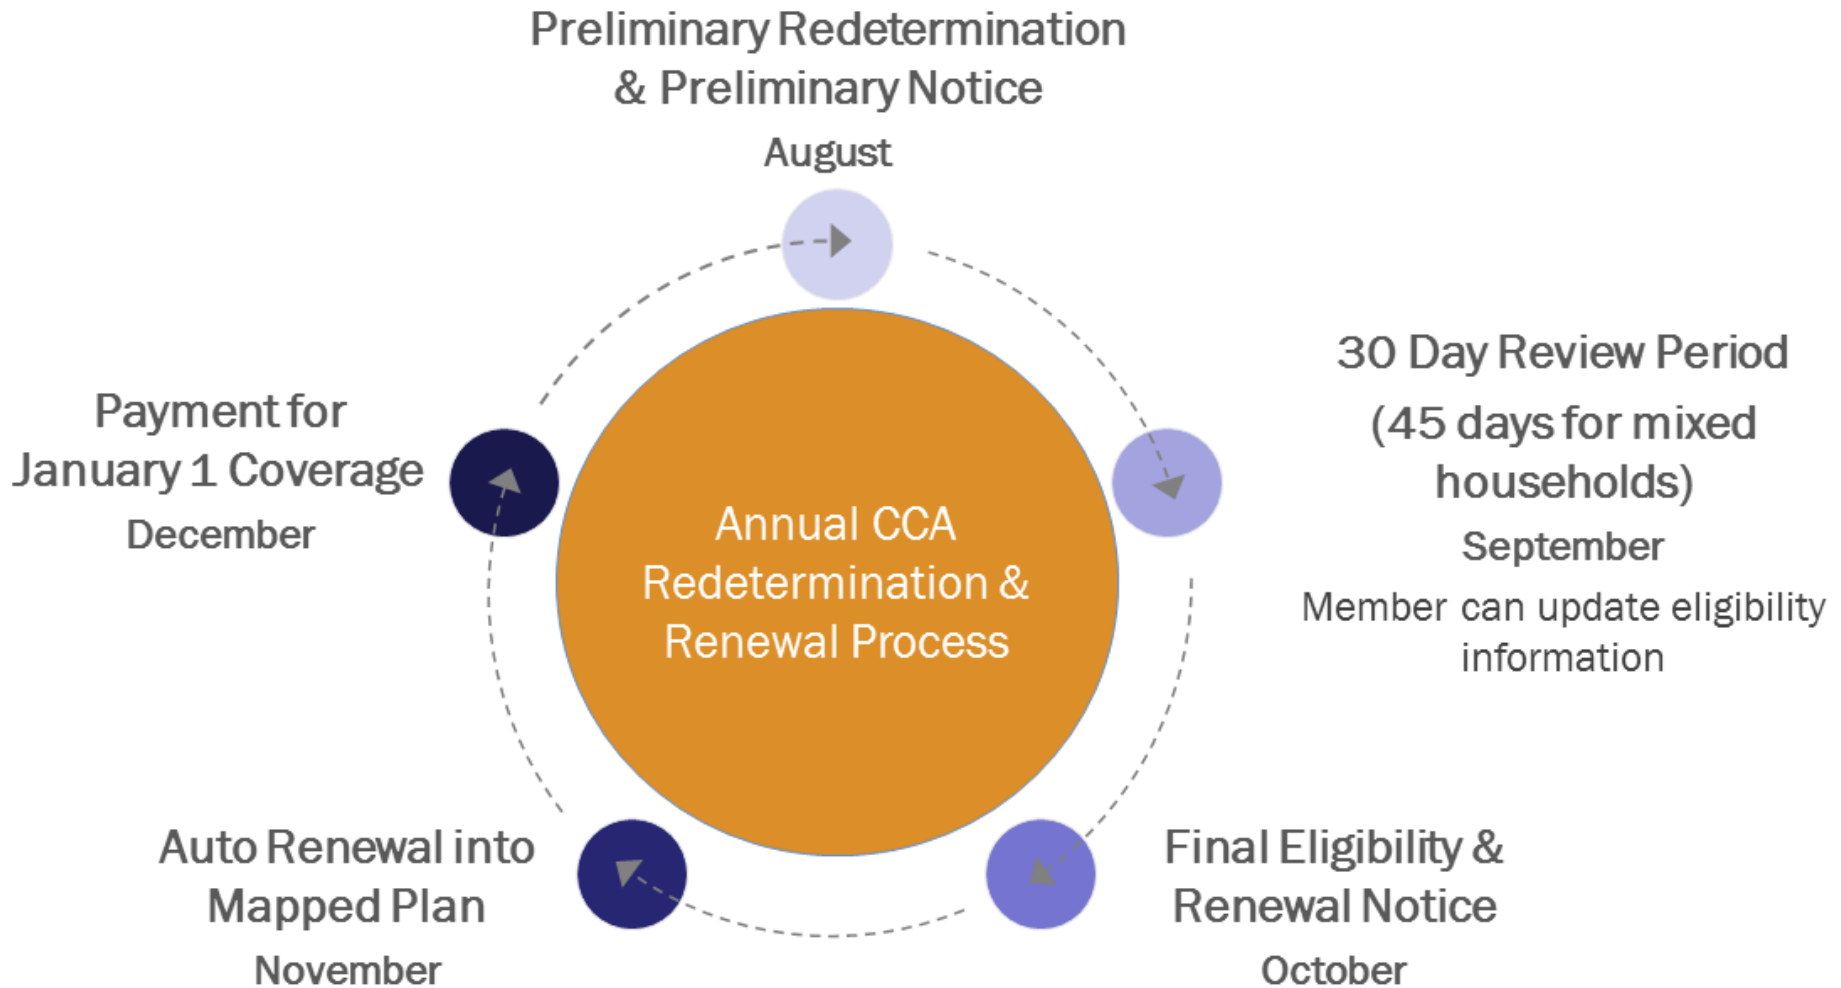 Preliminary Redetermination
& Preliminary Notice
August
30 Day Review Period
(45 days for mixed
households)
September
Member can update eligibility
information
Final Eligibility &
Renewal Notice
October
Auto Renewal into
Mapped Plan
November
Payment for
January 1 Coverage
December
Annual CCA
Redetermination &
Renewal Process